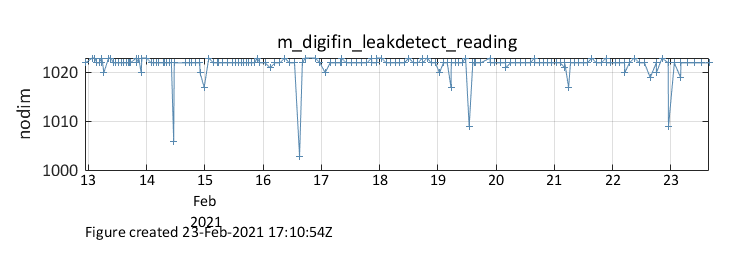 m_digifin_leakdetect_reading
nodim
1020
1010
1000
13 14 15 16 17 18 19 20 21 22 23
Feb
2021
Figure created 23-Feb-2021 17:10:54Z